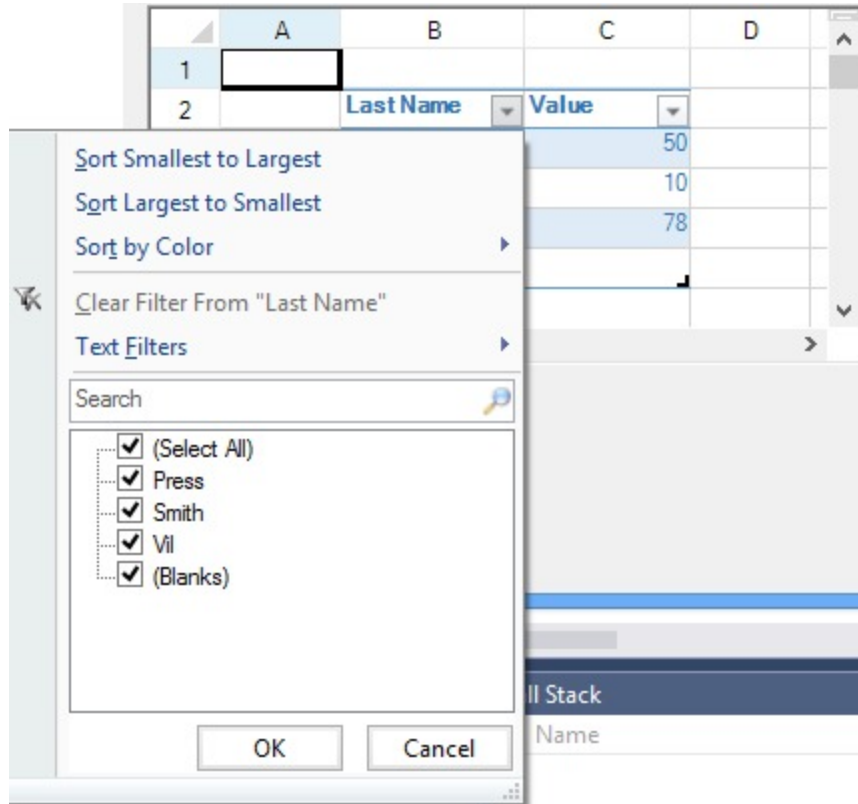 A B C D
1
2 Last Name Value
50
10
78
Sort Smallest to Largest
Sort Largest to Smallest
Sort by Color
Clear Filter From "Last Name"
Text Filters
Search
(Select All)
Press
Smith
Vil
(Blanks)
OK Cancel
ll Stack
Name